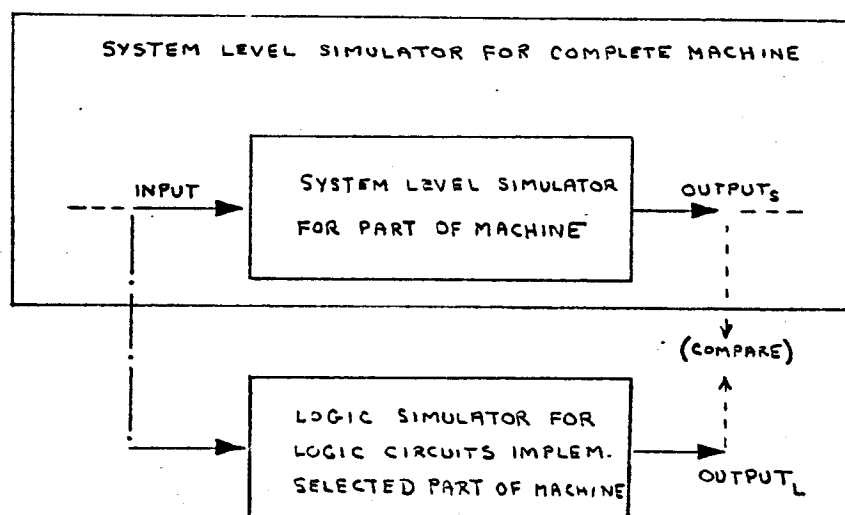 SYSTEM LEVEL SIMULATOR FOR COMPLETE MACHINE
INPUT
SYSTEM LEVEL SIMULATOR
FOR PART OF MACHINE
OUTPUTS
(COMPARE)
LOGIC SIMULATOR FOR
LOGIC CIRCUITS IMPLEM.
SELECTED PART OF MACHINE
OUTPUTL